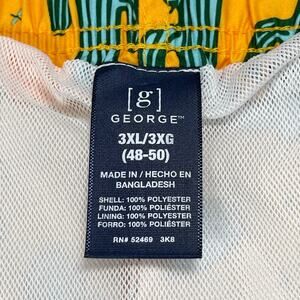 [g]
GEORGE™
3XL/3XG
(48-50)
MADE IN / HECHO EN
BANGLADESH
SHELL: 100% POLYESTER
FUNDA: 100% POLIÉSTER
LINING: 100% POLYESTER
FORRO: 100% POLIÉSTER
RN# 52469 3K8